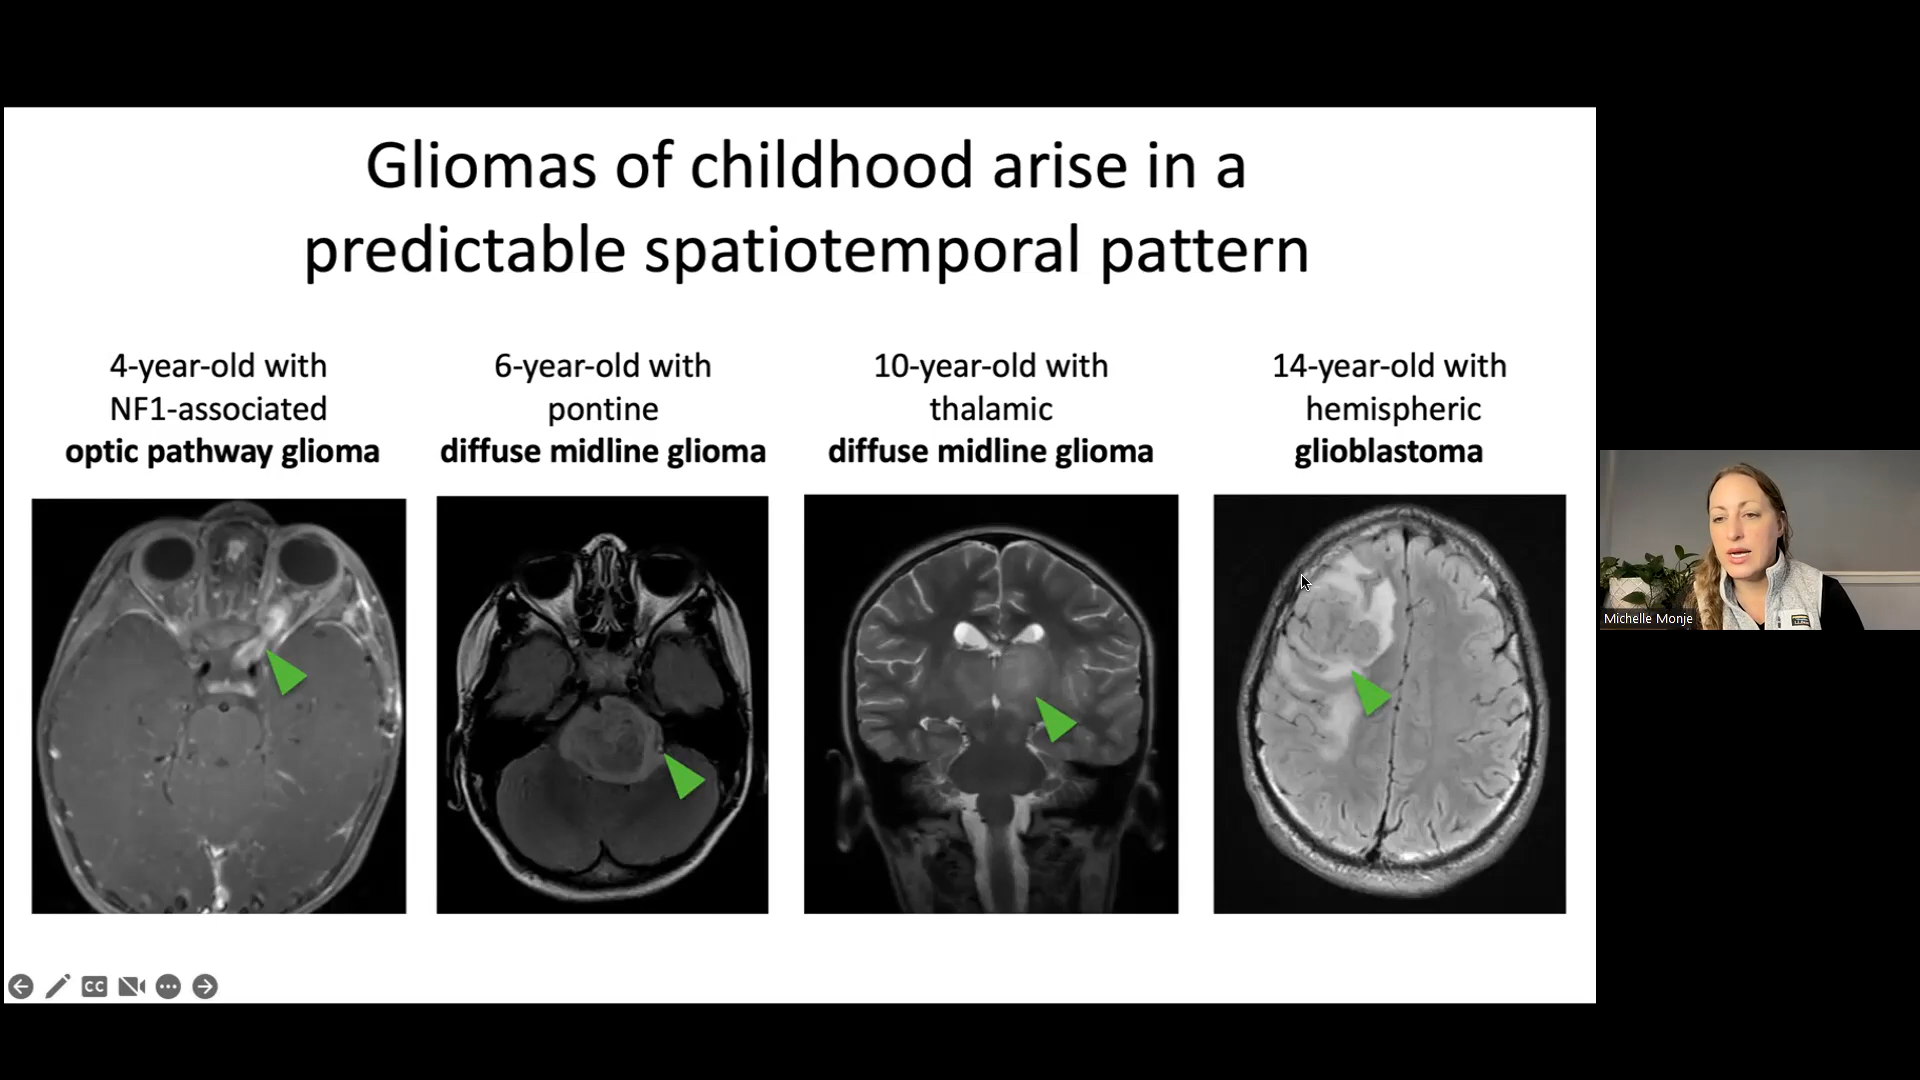 Gliomas of childhood arise in a
predictable spatiotemporal pattern
4-year-old with
NF1-associated
optic pathway glioma
6-year-old with
pontine
diffuse midline glioma
10-year-old with
thalamic
diffuse midline glioma
14-year-old with
hemispheric
glioblastoma
Michelle Monje
CC